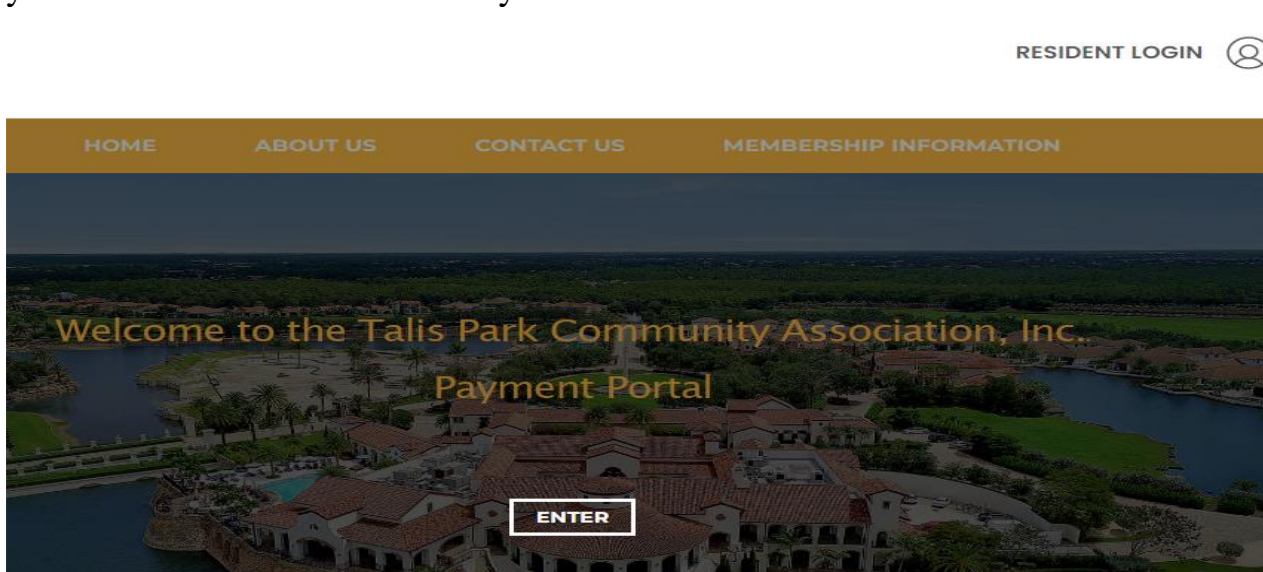 RESIDENT LOGIN
HOME ABOUT US CONTACT US MEMBERSHIP INFORMATION
Welcome to the Talis Park Community Association, Inc..
Payment Portal
ENTER